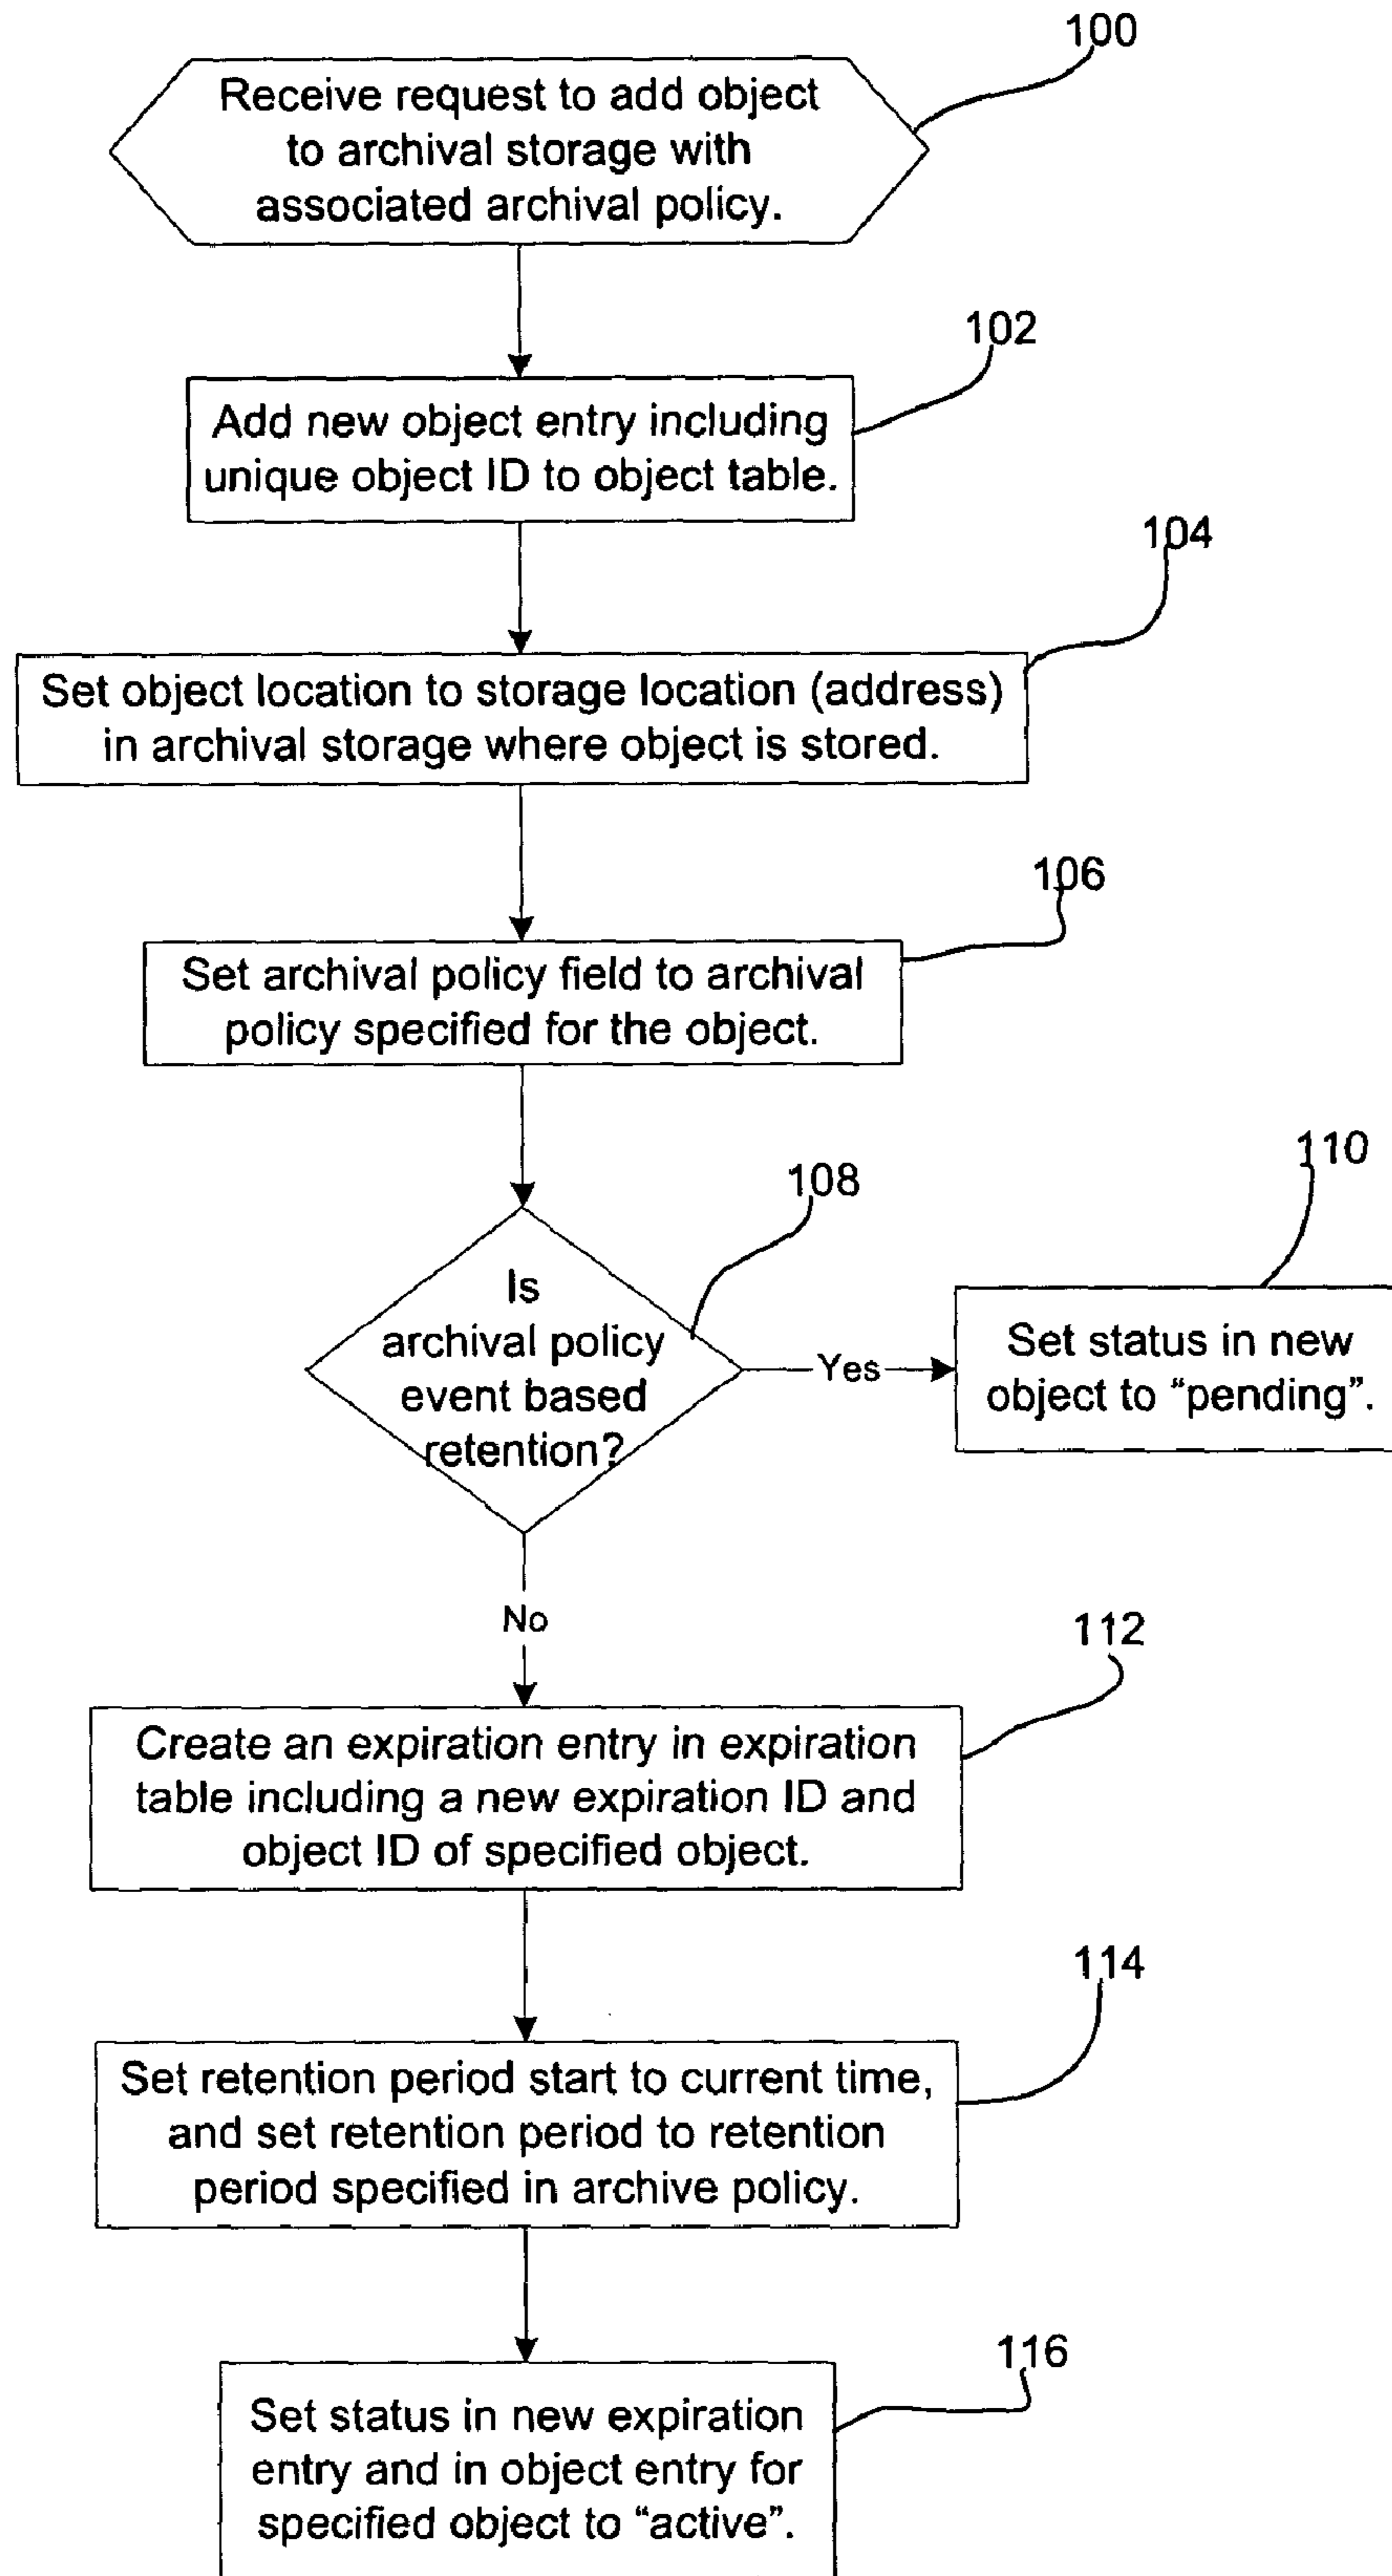 100
Receive request to add object
to archival storage with
associated archival policy.
102
Add new object entry including
unique object ID to object table.
104
Set object location to storage location (address)
in archival storage where object is stored.
106
Set archival policy field to archival
policy specified for the object.
108
110
Is
archival policy
event based
retention?
Yes
Set status in new
object to “pending”.
No
112
Create an expiration entry in expiration
table including a new expiration ID and
object ID of specified object.
114
Set retention period start to current time,
and set retention period to retention
period specified in archive policy.
116
Set status in new expiration
entry and in object entry for
specified object to “active”.